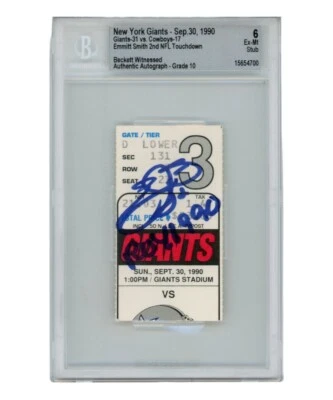 New York Giants - Sep.30, 1990
Giants-31 vs. Cowboys-17
Emmitt Smith 2nd NFL Touchdown
Beckett Witnessed
Authentic Autograph - Grade 10
6
Ex-Mt
Stub
15654700
B
GATE / TIER
D LOWER
SEC 131
ROW
SEAT
3
TOTAL PRICE
GIANTS
SUN., SEPT. 30, 1990
1:00PM / GIANTS STADIUM
VS